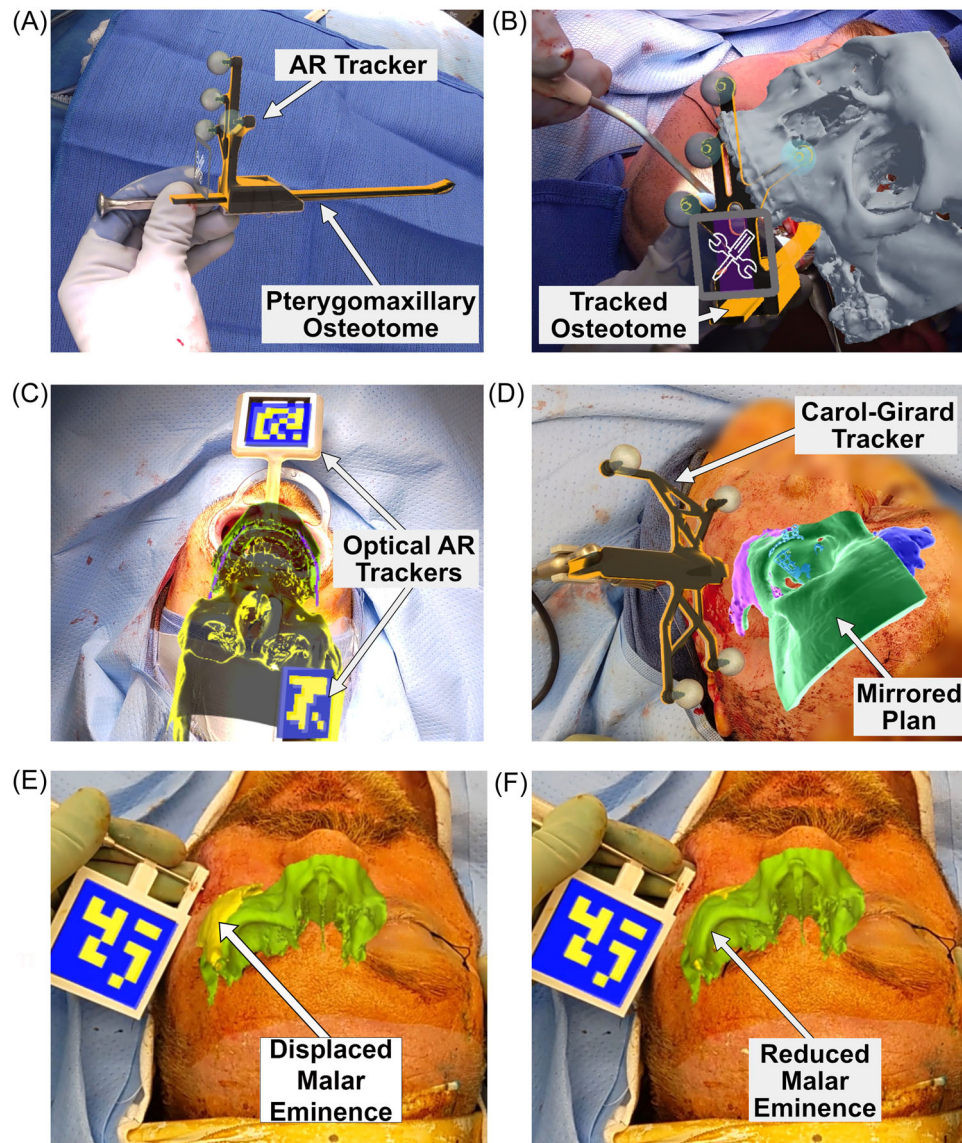 (A)
AR Tracker
Pterygomaxillary
Osteotome
(B)
Tracked
Osteotome
(C)
Optical AR
Trackers
(D)
Carol-Girard
Tracker
Mirrored
Plan
(E)
Displaced
Malar
Eminence
(F)
Reduced
Malar
Eminence